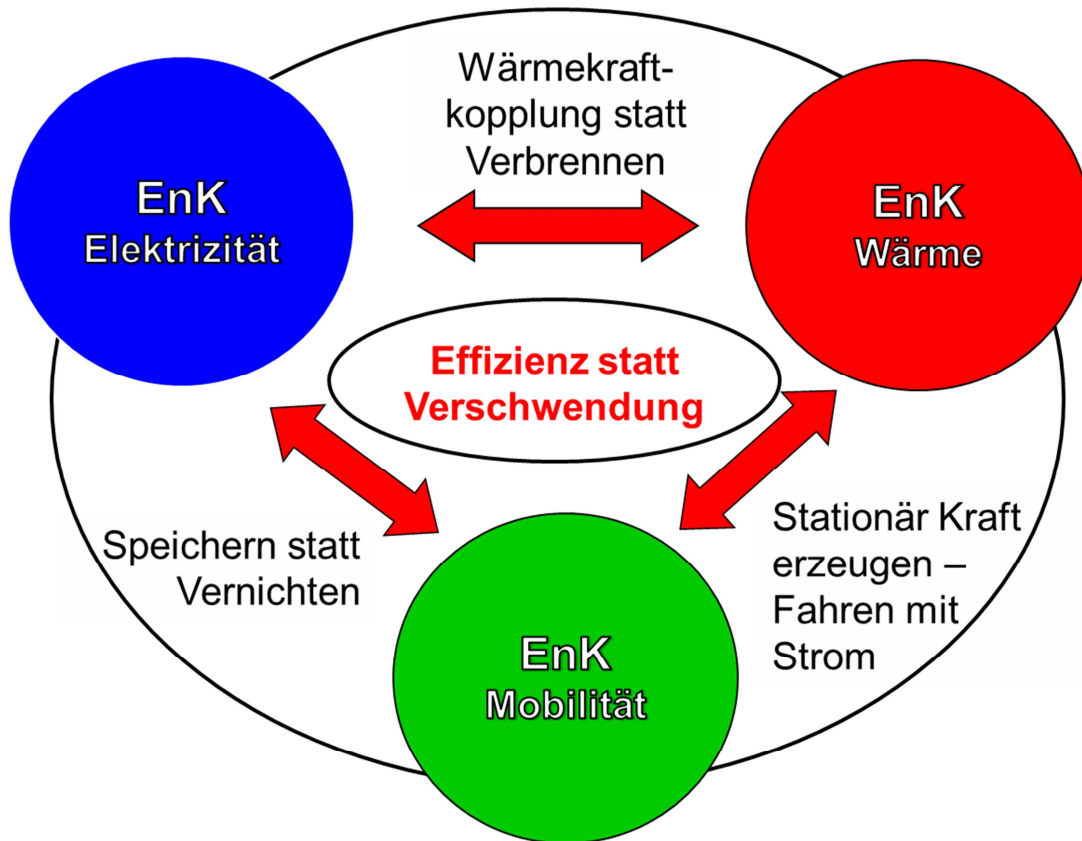 Wärmekraft-
kopplung statt
Verbrennen
EnK
Elektrizität
EnK
Wärme
Effizienz statt
Verschwendung
Speichern statt
Vernichten
Stationär Kraft
erzeugen –
Fahren mit
Strom
EnK
Mobilität